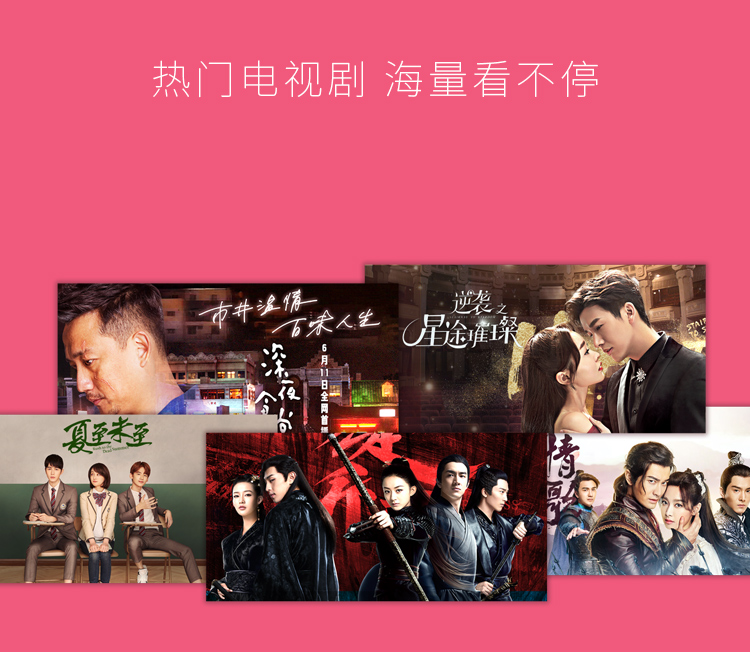 热门电视剧 海量看不停
市井温情
百味人生
深夜食
6月11日全网首播
逆袭之
星途璀璨
夏至未至
情
歌